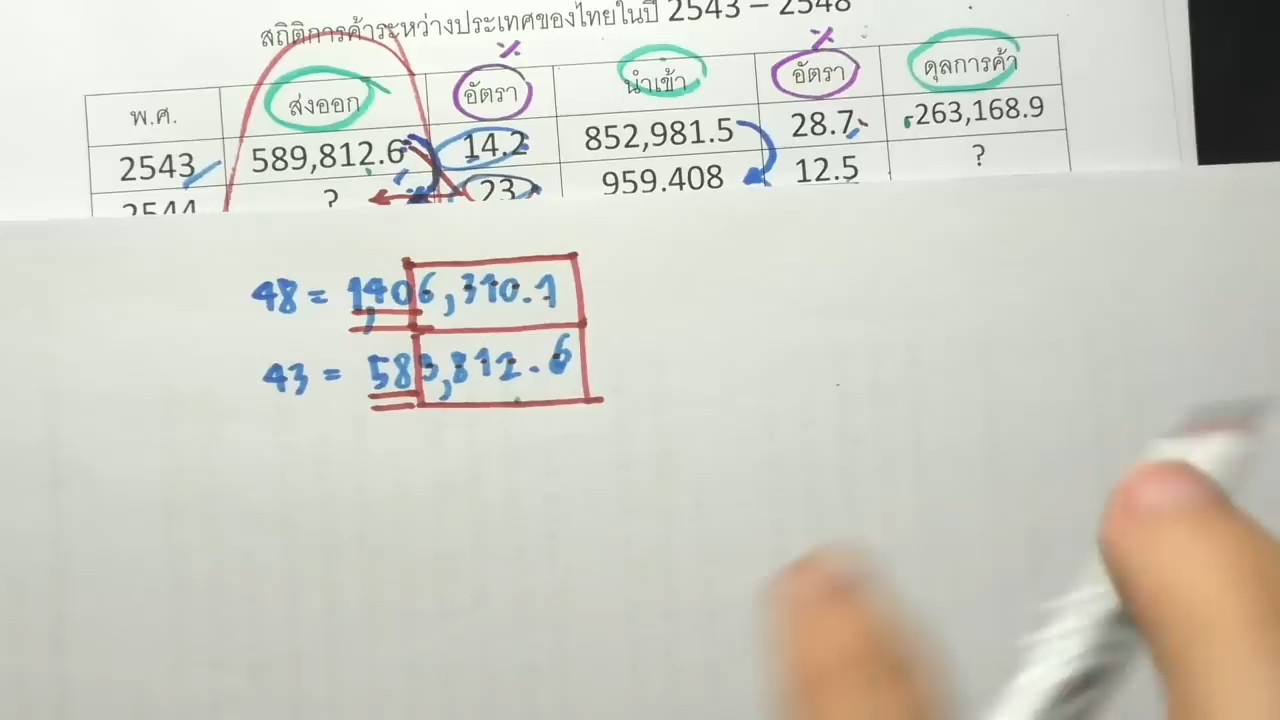 สถิติการค้าระหว่างประเทศของไทยในปี 2543 – 2548
% %
พ.ศ. ส่งออก อัตรา นำเข้า อัตรา ดุลการค้า
2543 589,812.6 14.2 852,981.5 28.7 -263,168.9
2544 ? 23 959.408 12.5 ?
48 = 1,406,310.1
43 = 589,812.6